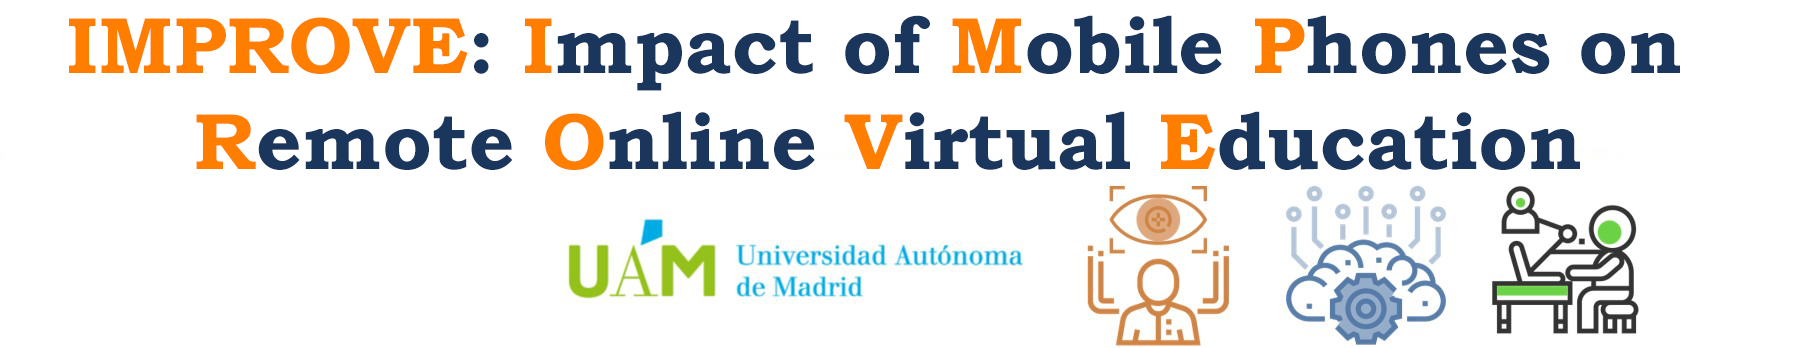 IMPROVE: Impact of Mobile Phones on
Remote Online Virtual Education
UAM Universidad Autónoma
de Madrid